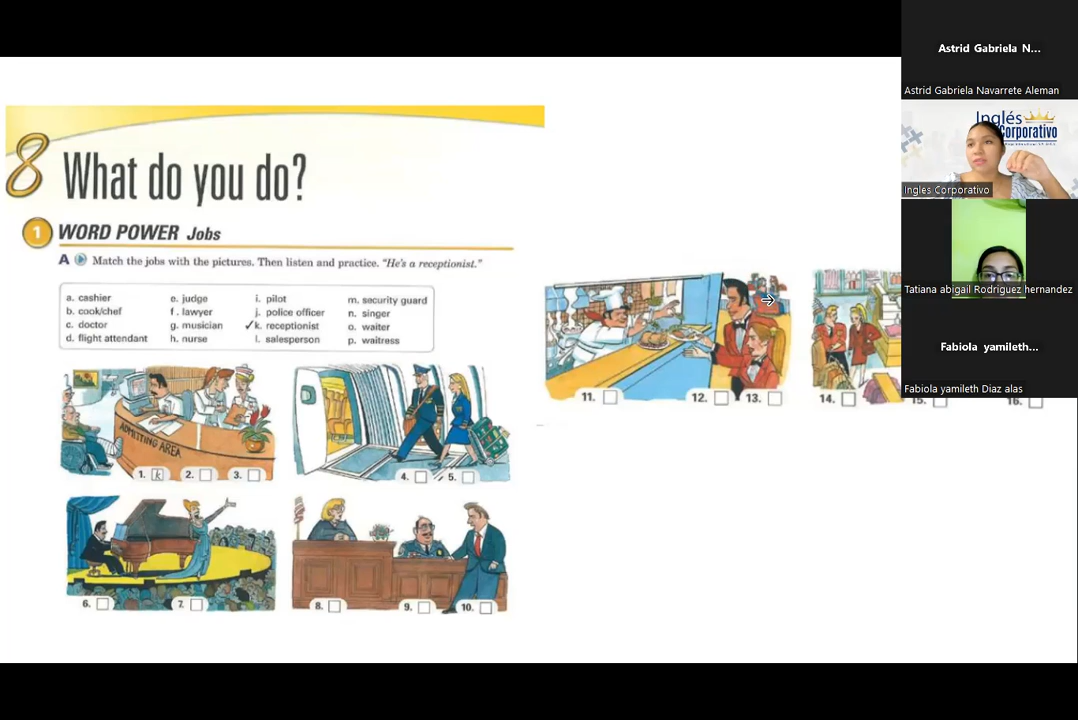 8 What do you do?
1 WORD POWER Jobs
A Match the jobs with the pictures. Then listen and practice. "He's a receptionist."
a. cashier e. judge i. pilot m. security guard
b. cook/chef f. lawyer j. police officer n. singer
c. doctor g. musician ✓k. receptionist o. waiter
d. flight attendant h. nurse l. salesperson p. waitress
ADMITTING AREA
1. k 2. 3.
4. 5.
6. 7.
8. 9. 10.
11. 12. 13.
14. 15. 16.
Astrid Gabriela N...
Astrid Gabriela Navarrete Aleman
Inglés
Corporativo
Ingles Corporativo
Tatiana abigail Rodriguez hernandez
Fabiola yamileth...
Fabiola yamileth Diaz alas